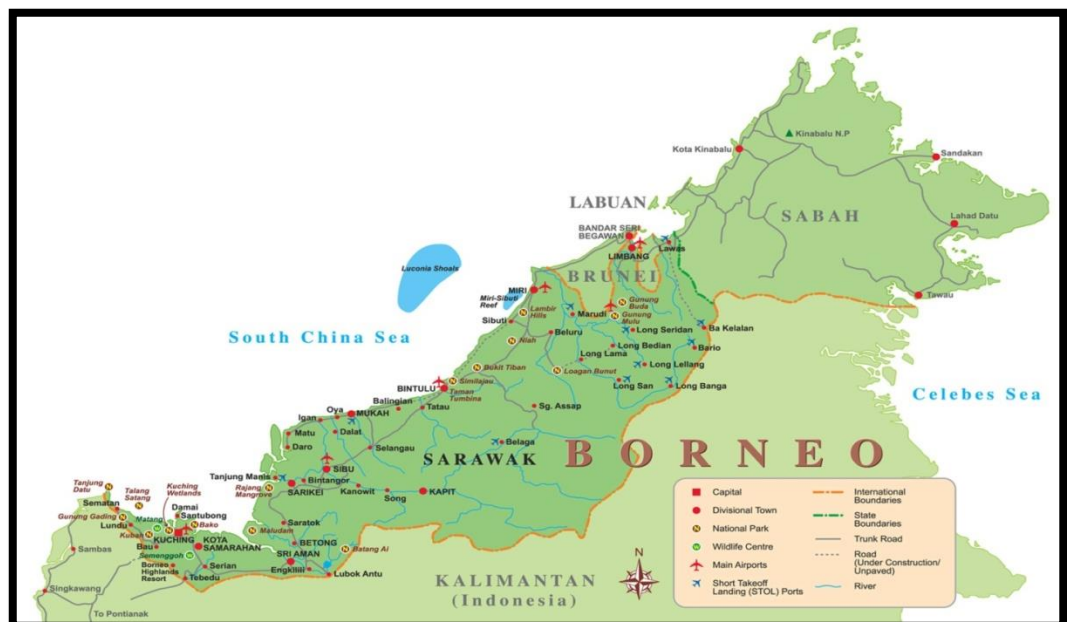 Kinabalu N.P
Kota Kinabalu
Sandakan
LABUAN
SABAH
Lahad Datu
BANDAR SERI
BEGAWAN
LIMBANG
Lawas
Luconia Shoals
BRUNEI
MIRI
Miri-Sibuti
Reef
Tawau
Gunung
Buda
Lambir
Hills
Marudi
Gunung
Mulu
Sibuti
South China Sea
Long Seridan
Ba Kelalan
Niah
Beluru
Long Bedian
Bario
Long Lama
Long Lellang
Bukit Tiban
Loagan Bunut
Similajau
Long San
Long Banga
BINTULU
Taman
Tumbina
Celebes Sea
Balingian
Tatau
Sg. Assap
Oya
MUKAH
Igan
Matu
Dalat
Daro
Selangau
Belaga
BORNEO
SARAWAK
SIBU
Tanjung Manis
Bintangor
Rajang
Mangrove
SARIKEI
Kanowit
Song
KAPIT
Tanjung
Datu
Talang
Satang
Kuching
Wetlands
Sematan
Damai
Santubong
Gunung Gading
Matang
Bako
Lundu
Kubah
KUCHING
Saratok
Maludam
KOTA
SAMARAHAN
Bau
Semenggoh
BETONG
Batang Ai
Sambas
SRI AMAN
Borneo
Highlands
Resort
Serian
Engkilili
Lubok Antu
Tebedu
Singkawang
KALIMANTAN
(Indonesia)
To Pontianak
Capital
Divisional Town
National Park
Wildlife Centre
Main Airports
Short Takeoff
Landing (STOL) Ports
International
Boundaries
State
Boundaries
Trunk Road
Road
(Under Construction/
Unpaved)
River